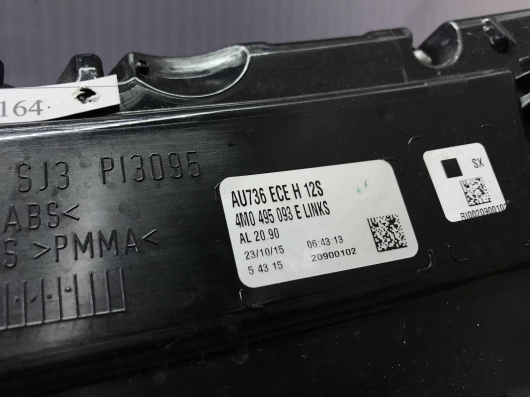 164.
SJ3 PI3095
ABS<
S >PMMA<
AU736 ECE H 12S
4M0 495 093 E LINKS
AL 20.90
23/10/15 06:43:13
5 43 15 20900102
SX